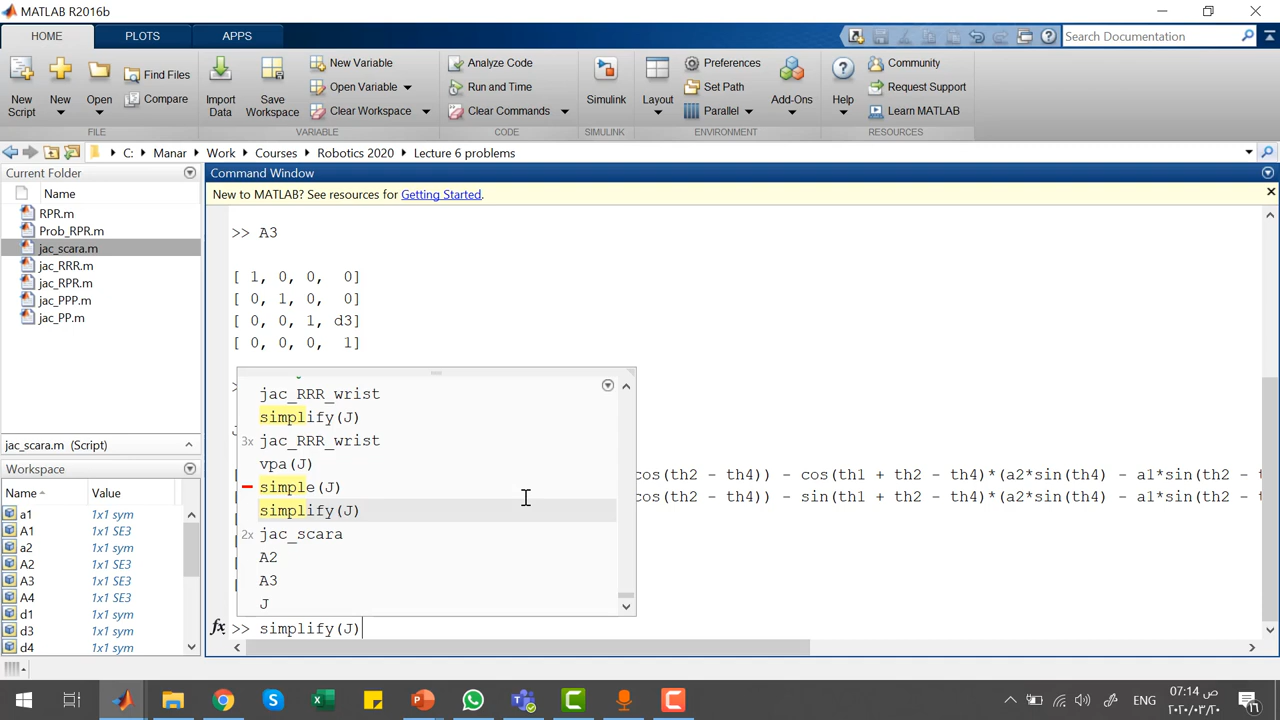 MATLAB R2016b
HOME PLOTS APPS Search Documentation
New Script
New
Open
Find Files
Compare
Import Data
Save Workspace
New Variable
Open Variable
Clear Workspace
Analyze Code
Run and Time
Clear Commands
Simulink
Layout
Preferences
Set Path
Parallel
Add-Ons
Help
Community
Request Support
Learn MATLAB
FILE VARIABLE CODE SIMULINK ENVIRONMENT RESOURCES
C: Manar Work Courses Robotics 2020 Lecture 6 problems
Current Folder
Name
RPR.m
Prob_RPR.m
jac_scara.m
jac_RRR.m
jac_RPR.m
jac_PPP.m
jac_PP.m
jac_scara.m (Script)
Workspace
Name Value
a1 1x1 sym
A1 1x1 SE3
a2 1x1 sym
A2 1x1 SE3
A3 1x1 SE3
A4 1x1 SE3
d1 1x1 sym
d3 1x1 sym
d4 1x1 sym
Command Window
New to MATLAB? See resources for Getting Started.
>> A3
[ 1, 0, 0, 0]
[ 0, 1, 0, 0]
[ 0, 0, 1, d3]
[ 0, 0, 0, 1]
jac_RRR_wrist
simplify(J)
3x jac_RRR_wrist
vpa(J)
simple(J)
simplify(J)
2x jac_scara
A2
A3
J
cos(th2 - th4)) - cos(th1 + th2 - th4)*(a2*sin(th4) - a1*sin(th2 - t
cos(th2 - th4)) - sin(th1 + th2 - th4)*(a2*sin(th4) - a1*sin(th2 - t
fx >> simplify(J)
ENG
07:14 ص
٢٠٢٠/٠٣/٢٠